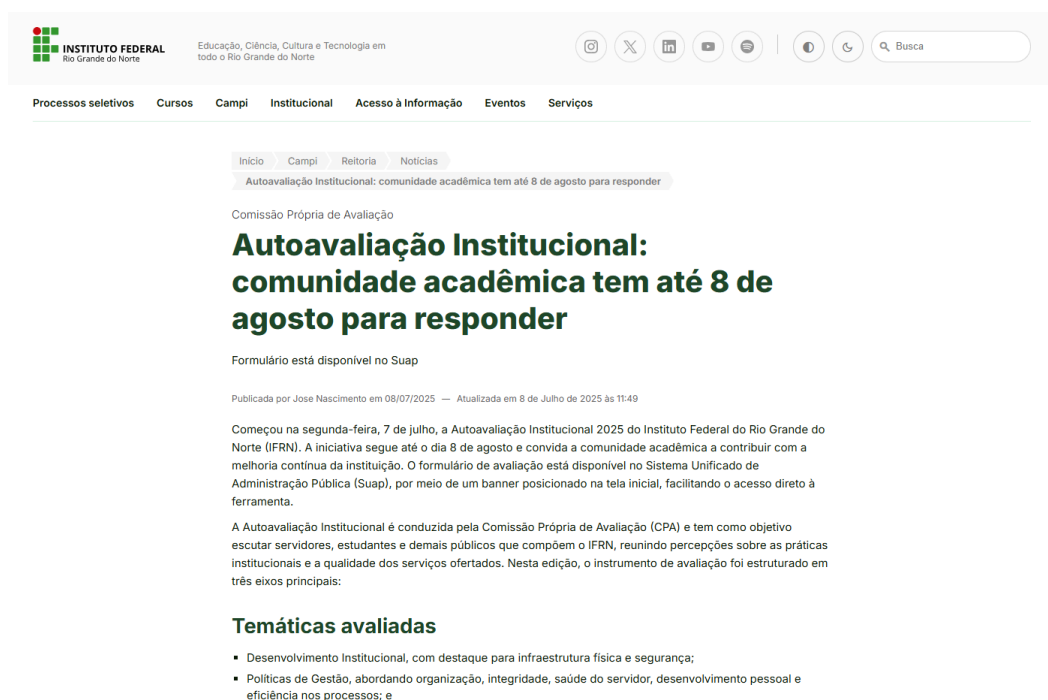 INSTITUTO FEDERAL
Rio Grande do Norte
Educação, Ciência, Cultura e Tecnologia em
todo o Rio Grande do Norte
Busca
Processos seletivos Cursos Campi Institucional Acesso à Informação Eventos Serviços
Início Campi Reitoria Notícias
Autoavaliação Institucional: comunidade acadêmica tem até 8 de agosto para responder
Comissão Própria de Avaliação
Autoavaliação Institucional:
comunidade acadêmica tem até 8 de
agosto para responder
Formulário está disponível no Suap
Publicada por Jose Nascimento em 08/07/2025 — Atualizada em 8 de Julho de 2025 às 11:49
Começou na segunda-feira, 7 de julho, a Autoavaliação Institucional 2025 do Instituto Federal do Rio Grande do
Norte (IFRN). A iniciativa segue até o dia 8 de agosto e convida a comunidade acadêmica a contribuir com a
melhoria contínua da instituição. O formulário de avaliação está disponível no Sistema Unificado de
Administração Pública (Suap), por meio de um banner posicionado na tela inicial, facilitando o acesso direto à
ferramenta.
A Autoavaliação Institucional é conduzida pela Comissão Própria de Avaliação (CPA) e tem como objetivo
escutar servidores, estudantes e demais públicos que compõem o IFRN, reunindo percepções sobre as práticas
institucionais e a qualidade dos serviços ofertados. Nesta edição, o instrumento de avaliação foi estruturado em
três eixos principais:
Temáticas avaliadas
▪ Desenvolvimento Institucional, com destaque para infraestrutura física e segurança;
▪ Políticas de Gestão, abordando organização, integridade, saúde do servidor, desenvolvimento pessoal e
eficiência nos processos; e